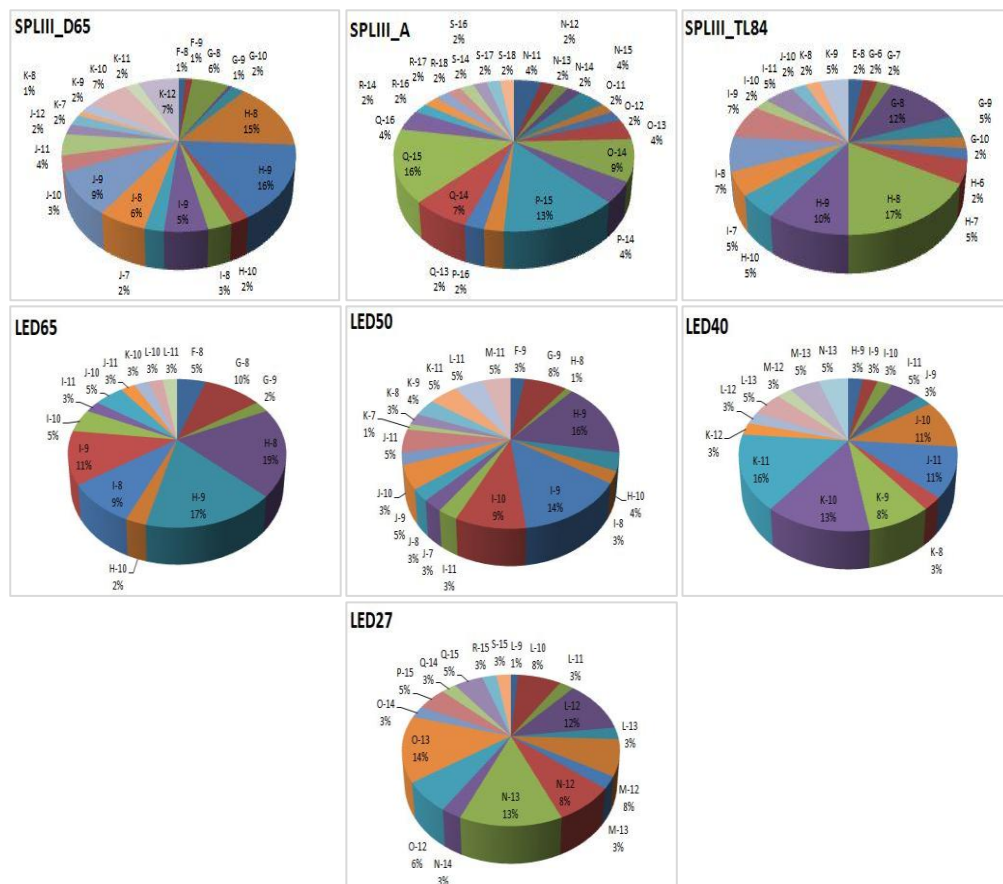 SPLIII_D65
F-8
1%
F-9
1%
G-8
6%
G-9
1%
G-10
2%
H-8
15%
H-9
16%
H-10
2%
I-8
3%
I-9
5%
J-7
2%
J-8
6%
J-9
9%
J-10
3%
J-11
4%
J-12
2%
K-7
2%
K-8
1%
K-9
2%
K-10
7%
K-11
2%
K-12
7%
SPLIII_A
N-11
4%
N-12
2%
N-13
2%
N-14
2%
N-15
4%
O-11
2%
O-12
2%
O-13
4%
O-14
9%
P-14
4%
P-15
13%
P-16
2%
Q-13
2%
Q-14
7%
Q-15
16%
Q-16
4%
R-14
2%
R-16
2%
R-17
2%
R-18
2%
S-14
2%
S-16
2%
S-17
2%
S-18
2%
SPLIII_TL84
E-8
2%
G-6
2%
G-7
2%
G-8
12%
G-9
5%
G-10
2%
H-6
2%
H-7
5%
H-8
17%
H-9
10%
H-10
5%
I-7
5%
I-8
7%
I-9
7%
I-10
2%
I-11
5%
J-10
2%
K-8
2%
K-9
5%
LED65
F-8
5%
G-8
10%
G-9
2%
H-8
19%
H-9
17%
H-10
2%
I-8
9%
I-9
11%
I-10
5%
I-11
3%
J-10
5%
J-11
3%
K-10
3%
L-10
3%
L-11
3%
LED50
F-9
3%
G-9
8%
H-8
1%
H-9
16%
H-10
4%
I-8
3%
I-9
14%
I-10
9%
I-11
3%
J-7
3%
J-8
3%
J-9
5%
J-10
3%
J-11
5%
K-7
1%
K-8
3%
K-9
4%
K-11
5%
L-11
5%
M-11
5%
LED40
H-9
3%
I-9
3%
I-10
3%
I-11
5%
J-9
3%
J-10
11%
J-11
11%
K-8
3%
K-9
8%
K-10
13%
K-11
16%
K-12
3%
L-12
3%
L-13
5%
M-12
3%
M-13
5%
N-13
5%
LED27
L-9
1%
L-10
8%
L-11
3%
L-12
12%
L-13
3%
M-12
8%
M-13
3%
N-12
8%
N-13
13%
N-14
3%
O-12
6%
O-13
14%
O-14
3%
P-15
5%
Q-14
3%
Q-15
5%
R-15
3%
S-15
3%